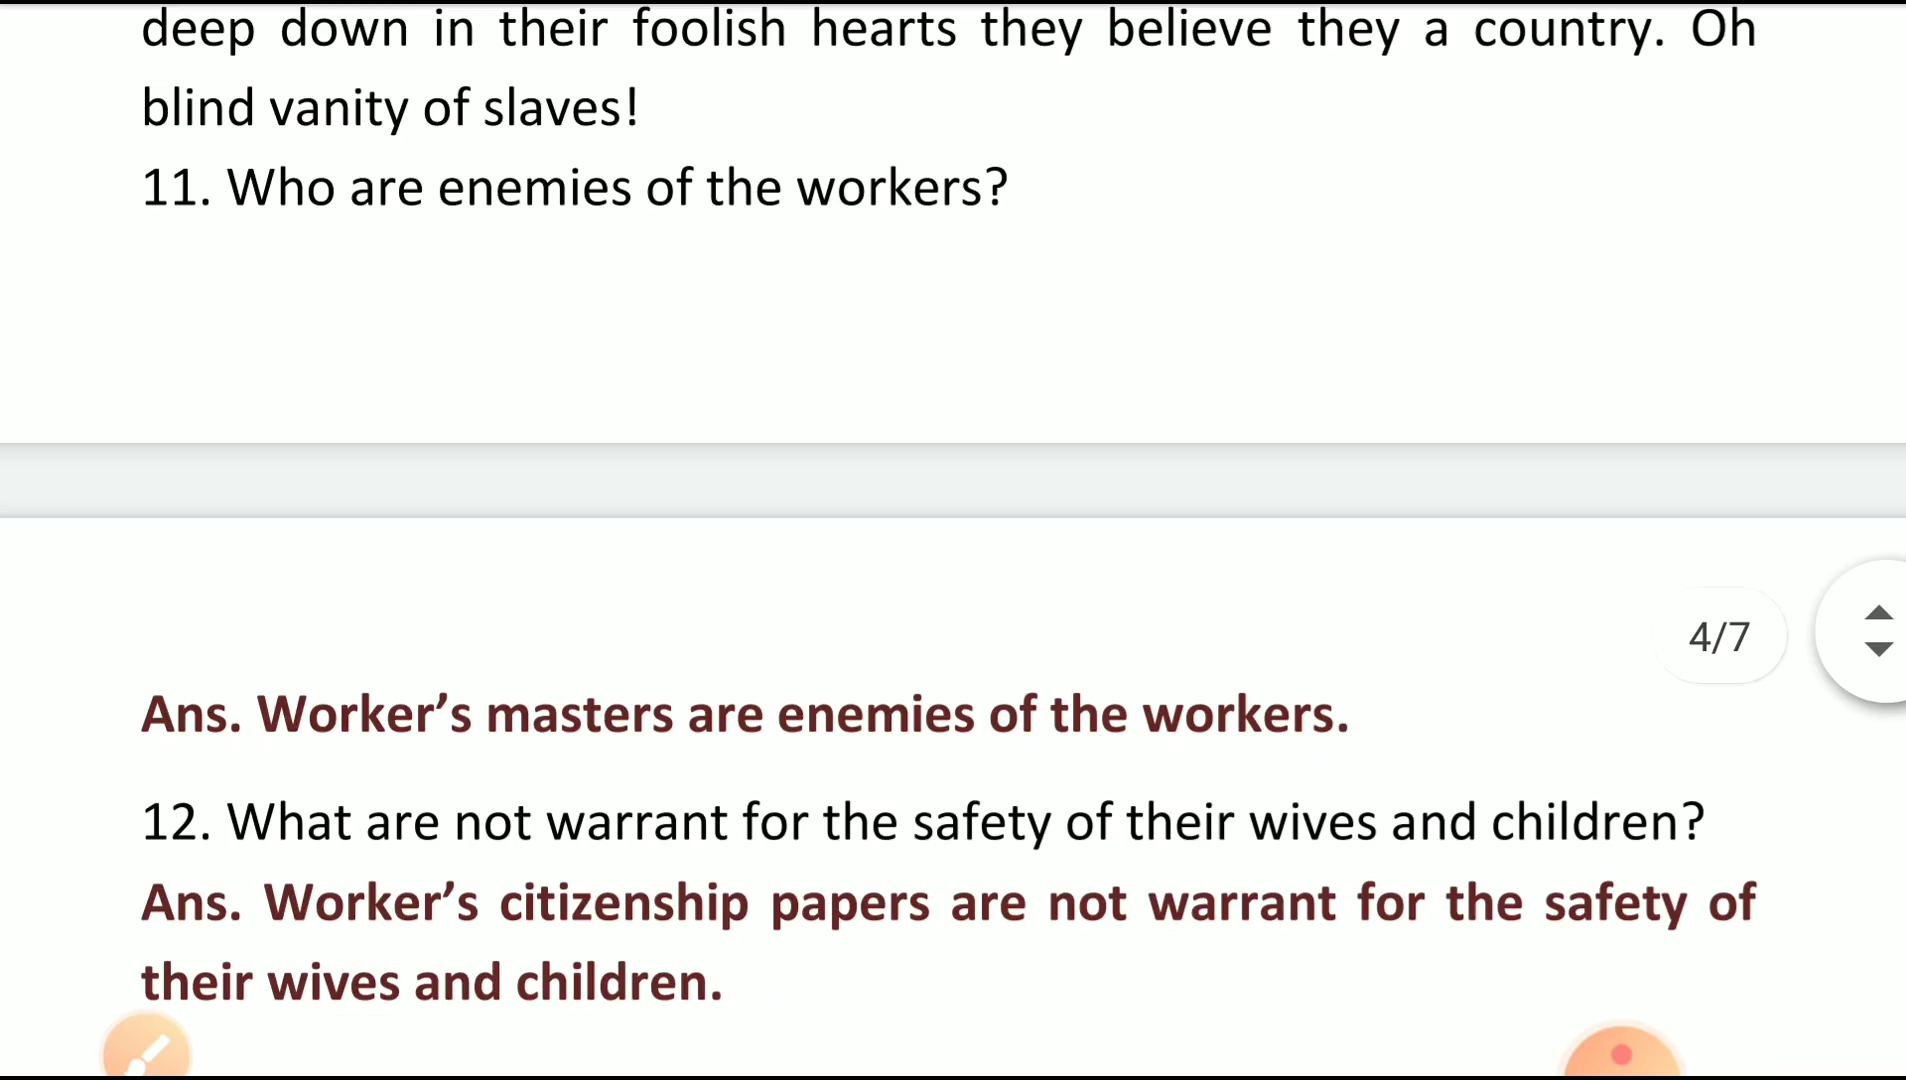 deep down in their foolish hearts they believe they a country. Oh
blind vanity of slaves!
11. Who are enemies of the workers?
4/7
Ans. Worker’s masters are enemies of the workers.
12. What are not warrant for the safety of their wives and children?
Ans. Worker’s citizenship papers are not warrant for the safety of
their wives and children.